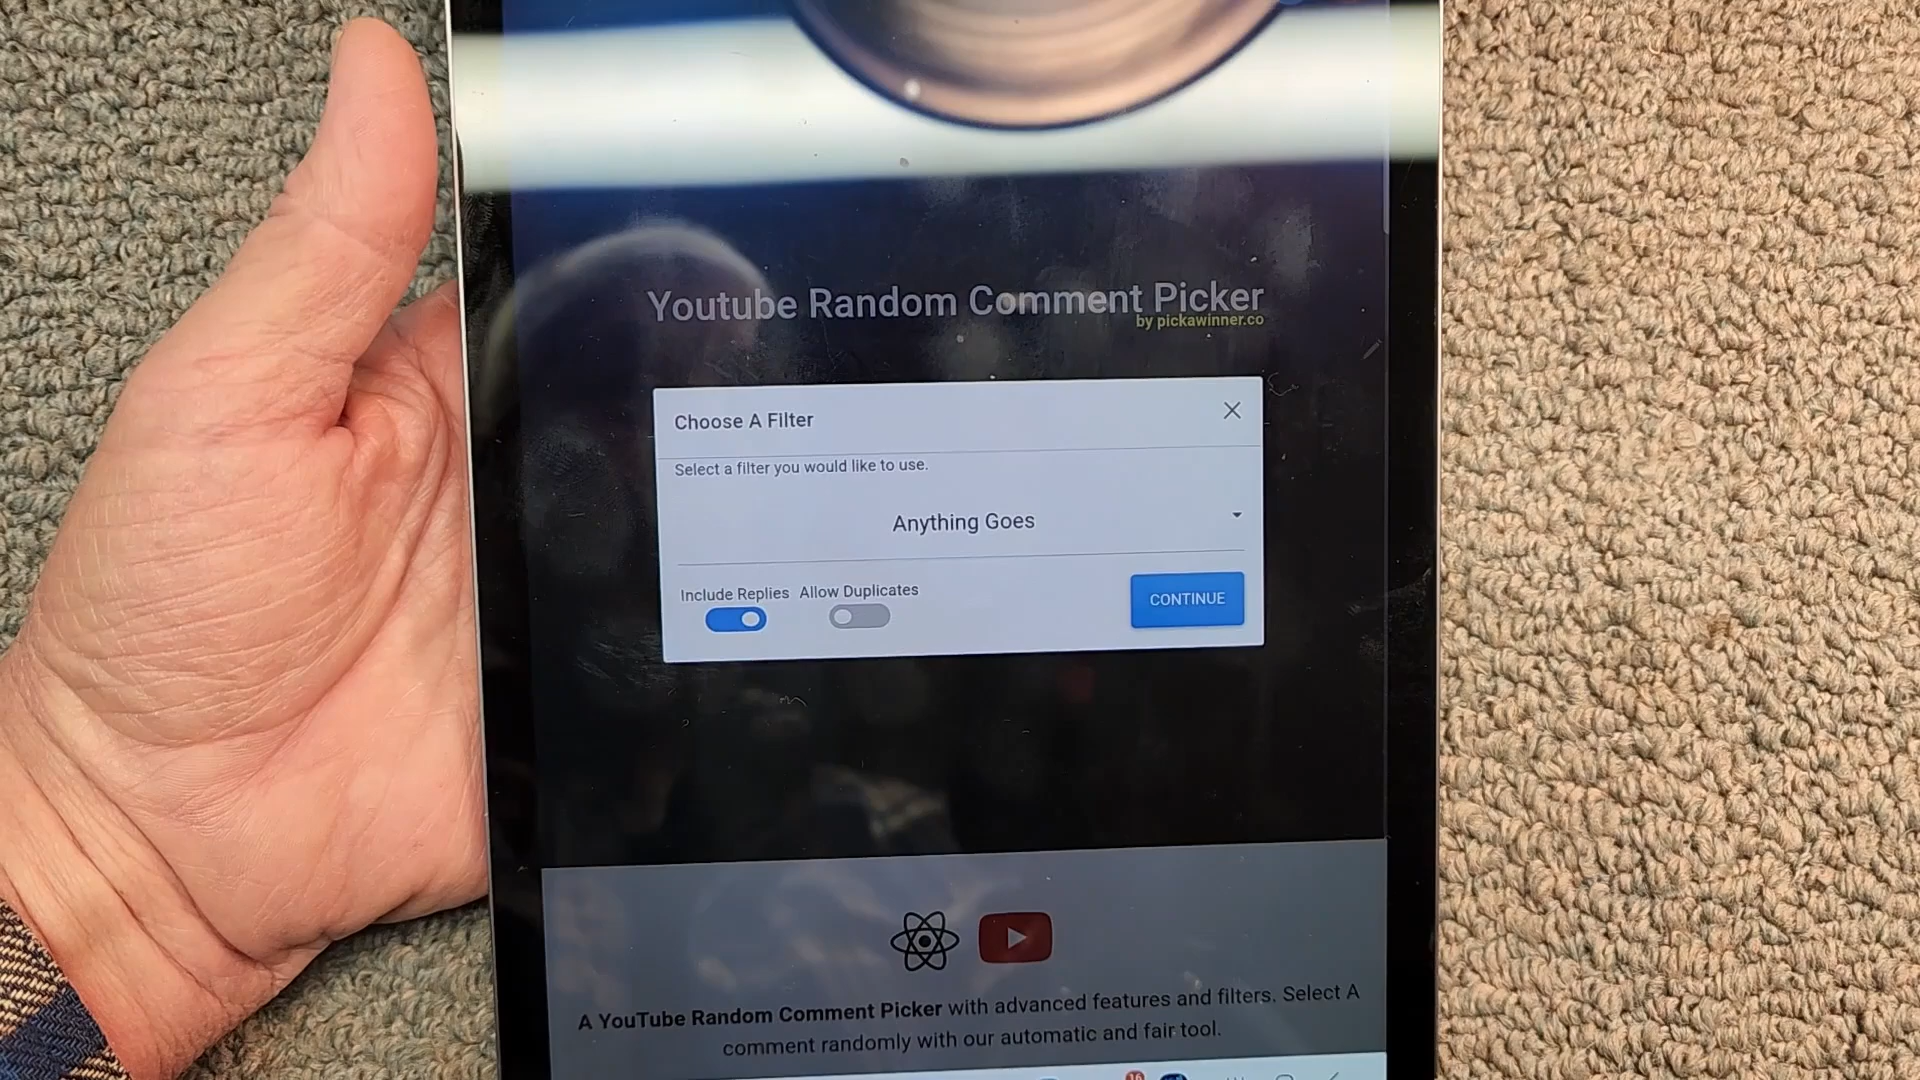 Youtube Random Comment Picker
by pickawinner.co
Choose A Filter
Select a filter you would like to use.
Anything Goes
Include Replies Allow Duplicates
CONTINUE
A YouTube Random Comment Picker with advanced features and filters. Select A
comment randomly with our automatic and fair tool.
16